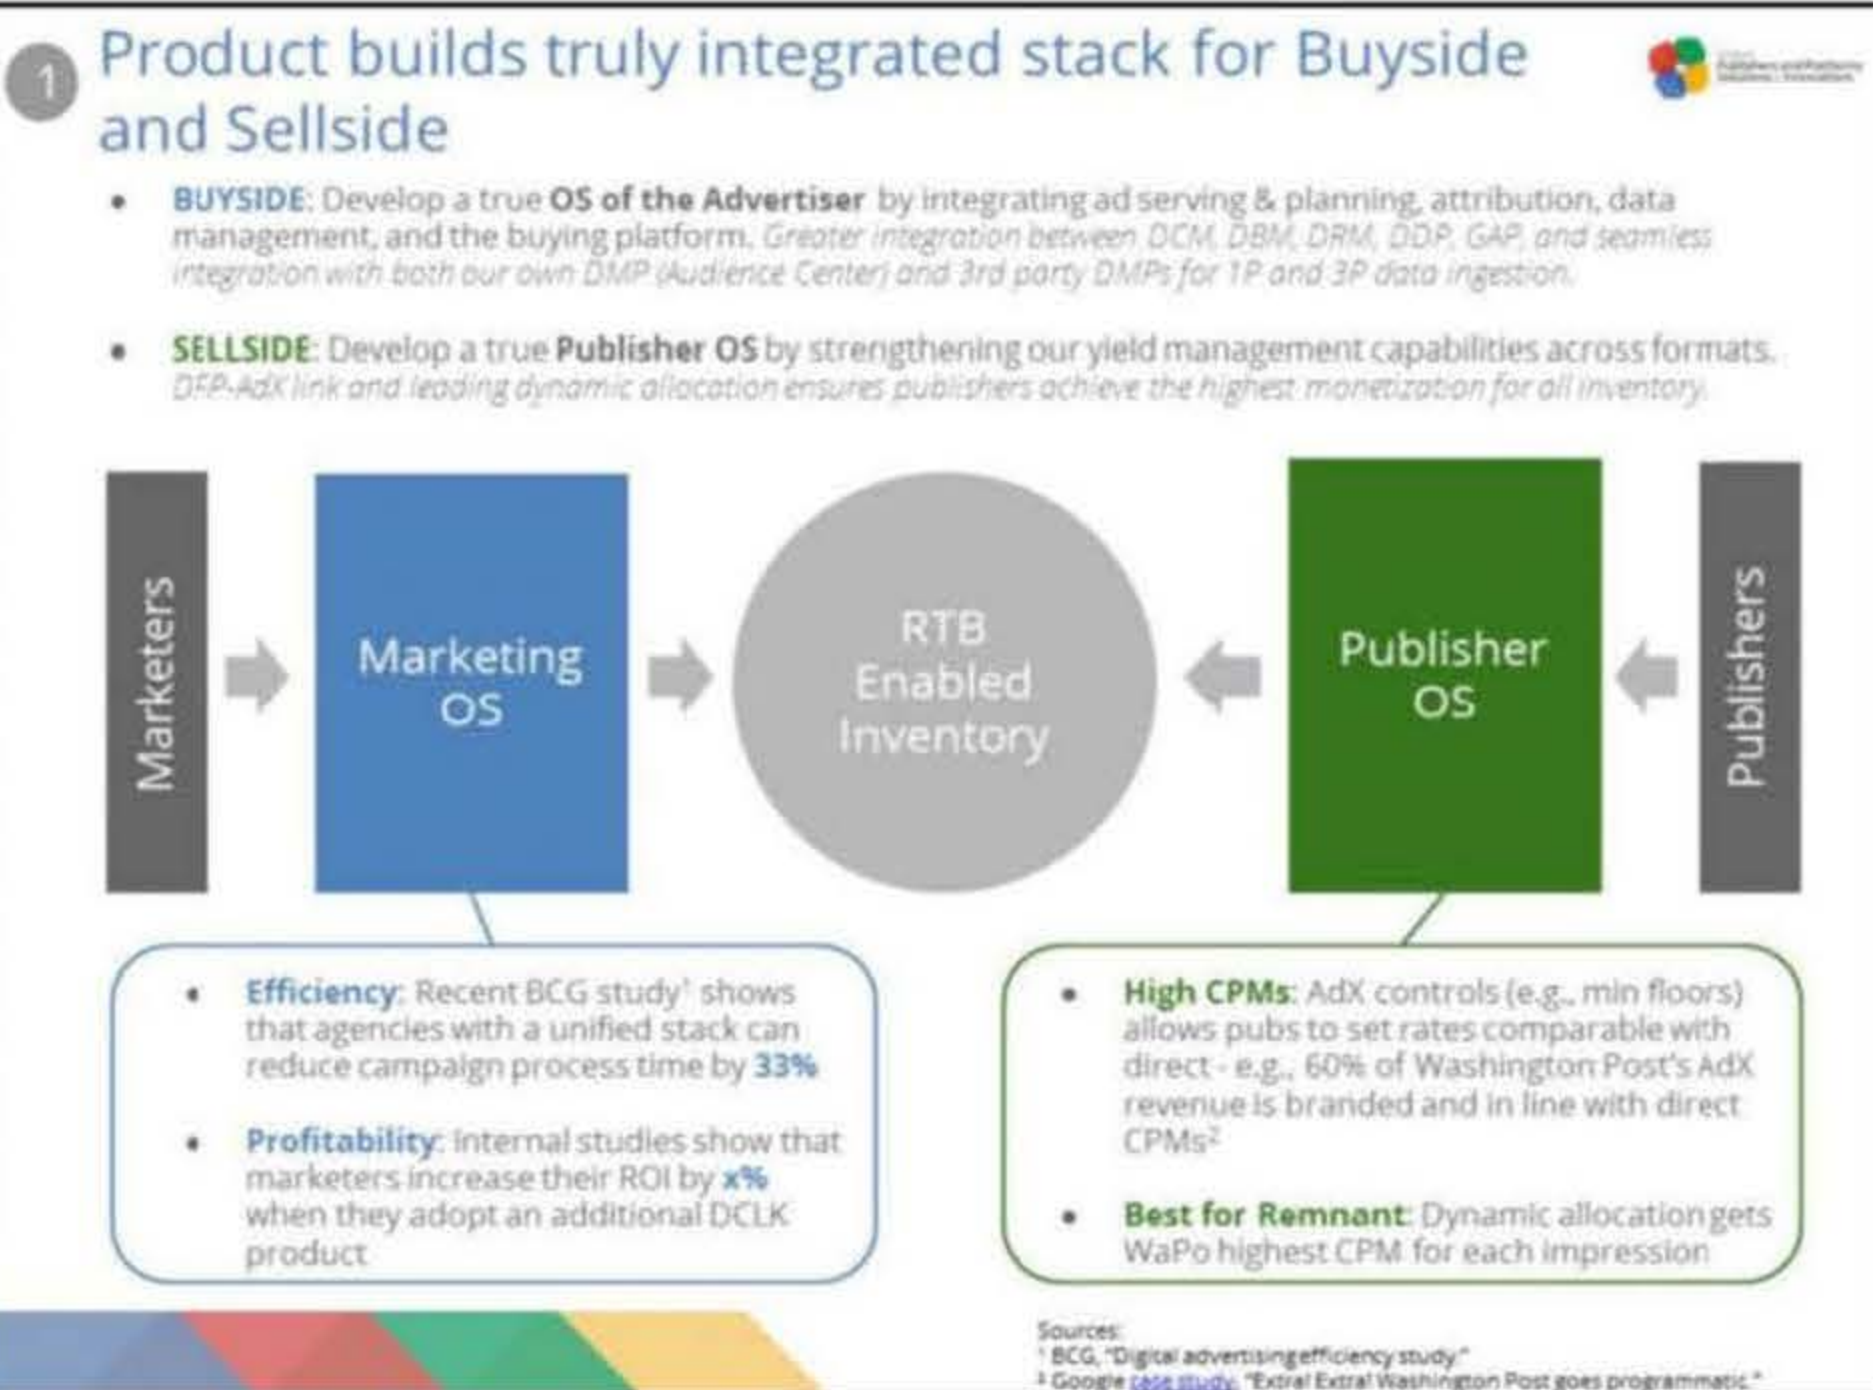 1
Product builds truly integrated stack for Buyside
and Sellside
• BUYSIDE: Develop a true OS of the Advertiser by integrating ad serving & planning, attribution, data
management, and the buying platform. Greater integration between DCM, DBM, DRM, DDP, GAP, and seamless
integration with both our own DMP (Audience Center) and 3rd party DMPs for 1P and 3P data ingestion.
• SELLSIDE: Develop a true Publisher OS by strengthening our yield management capabilities across formats.
DFP-AdX link and leading dynamic allocation ensures publishers achieve the highest monetization for all inventory.
Marketers
Marketing
OS
RTB
Enabled
Inventory
Publisher
OS
Publishers
• Efficiency: Recent BCG study¹ shows
that agencies with a unified stack can
reduce campaign process time by 33%
• Profitability: Internal studies show that
marketers increase their ROI by x%
when they adopt an additional DCLK
product
• High CPMs: AdX controls (e.g., min floors)
allows pubs to set rates comparable with
direct - e.g., 60% of Washington Post's AdX
revenue is branded and in line with direct
CPMs²
• Best for Remnant: Dynamic allocation gets
WaPo highest CPM for each impression
Sources:
¹ BCG, "Digital advertising efficiency study."
² Google case study, "Extra! Extra! Washington Post goes programmatic."